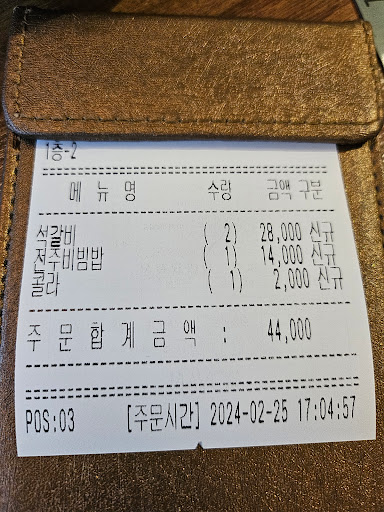 1층-2
메뉴명 수량 금액 구분
석갈비 ( 2) 28,000 신규
전주비빔밥 ( 1) 14,000 신규
콜라 ( 1) 2,000 신규
주문합계금액 : 44,000
POS:03 [주문시간] 2024-02-25 17:04:57